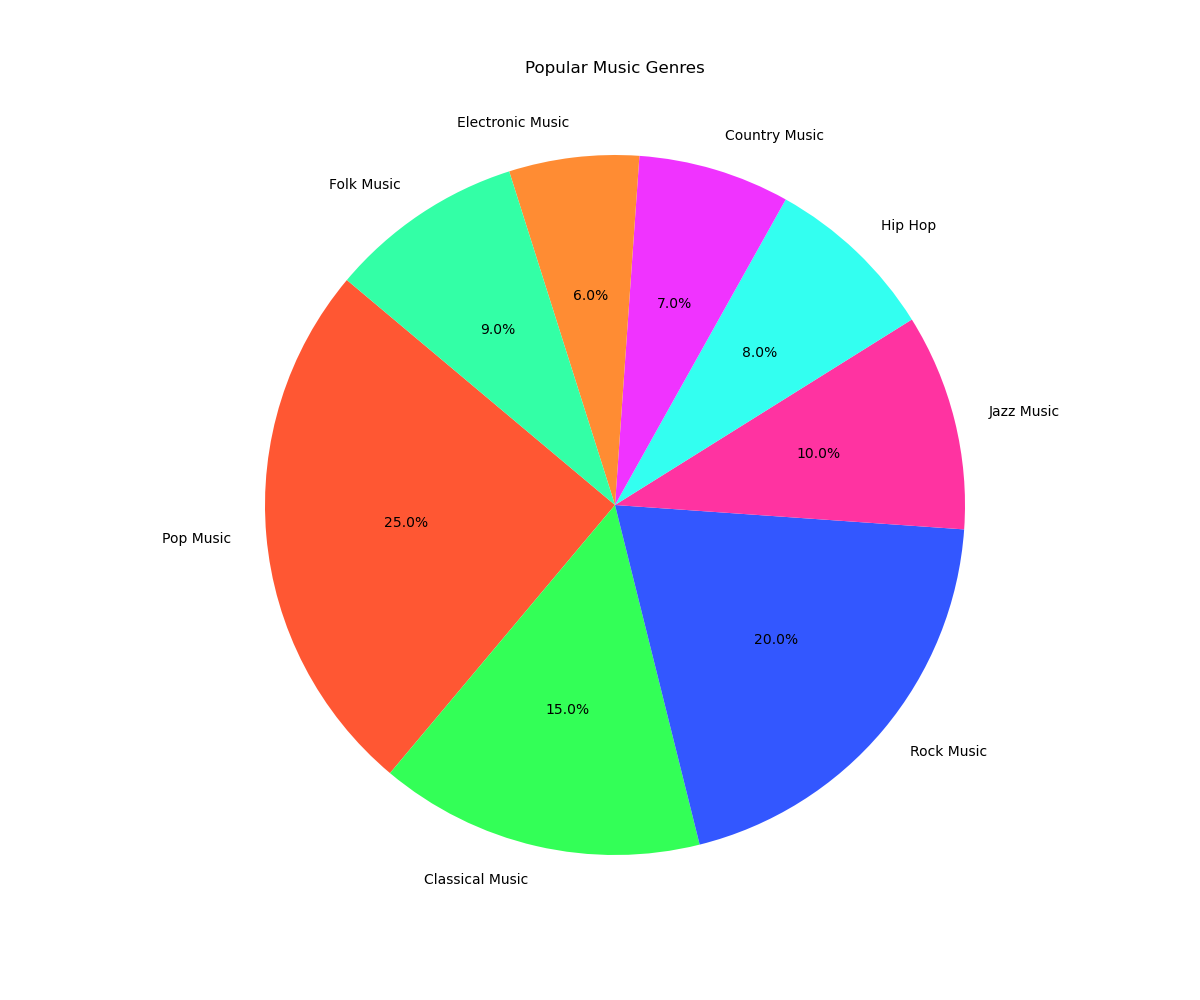 Popular Music Genres
Electronic Music
Country Music
Folk Music
Hip Hop
6.0%
7.0%
9.0%
8.0%
Jazz Music
10.0%
25.0%
Pop Music
20.0%
15.0%
Rock Music
Classical Music